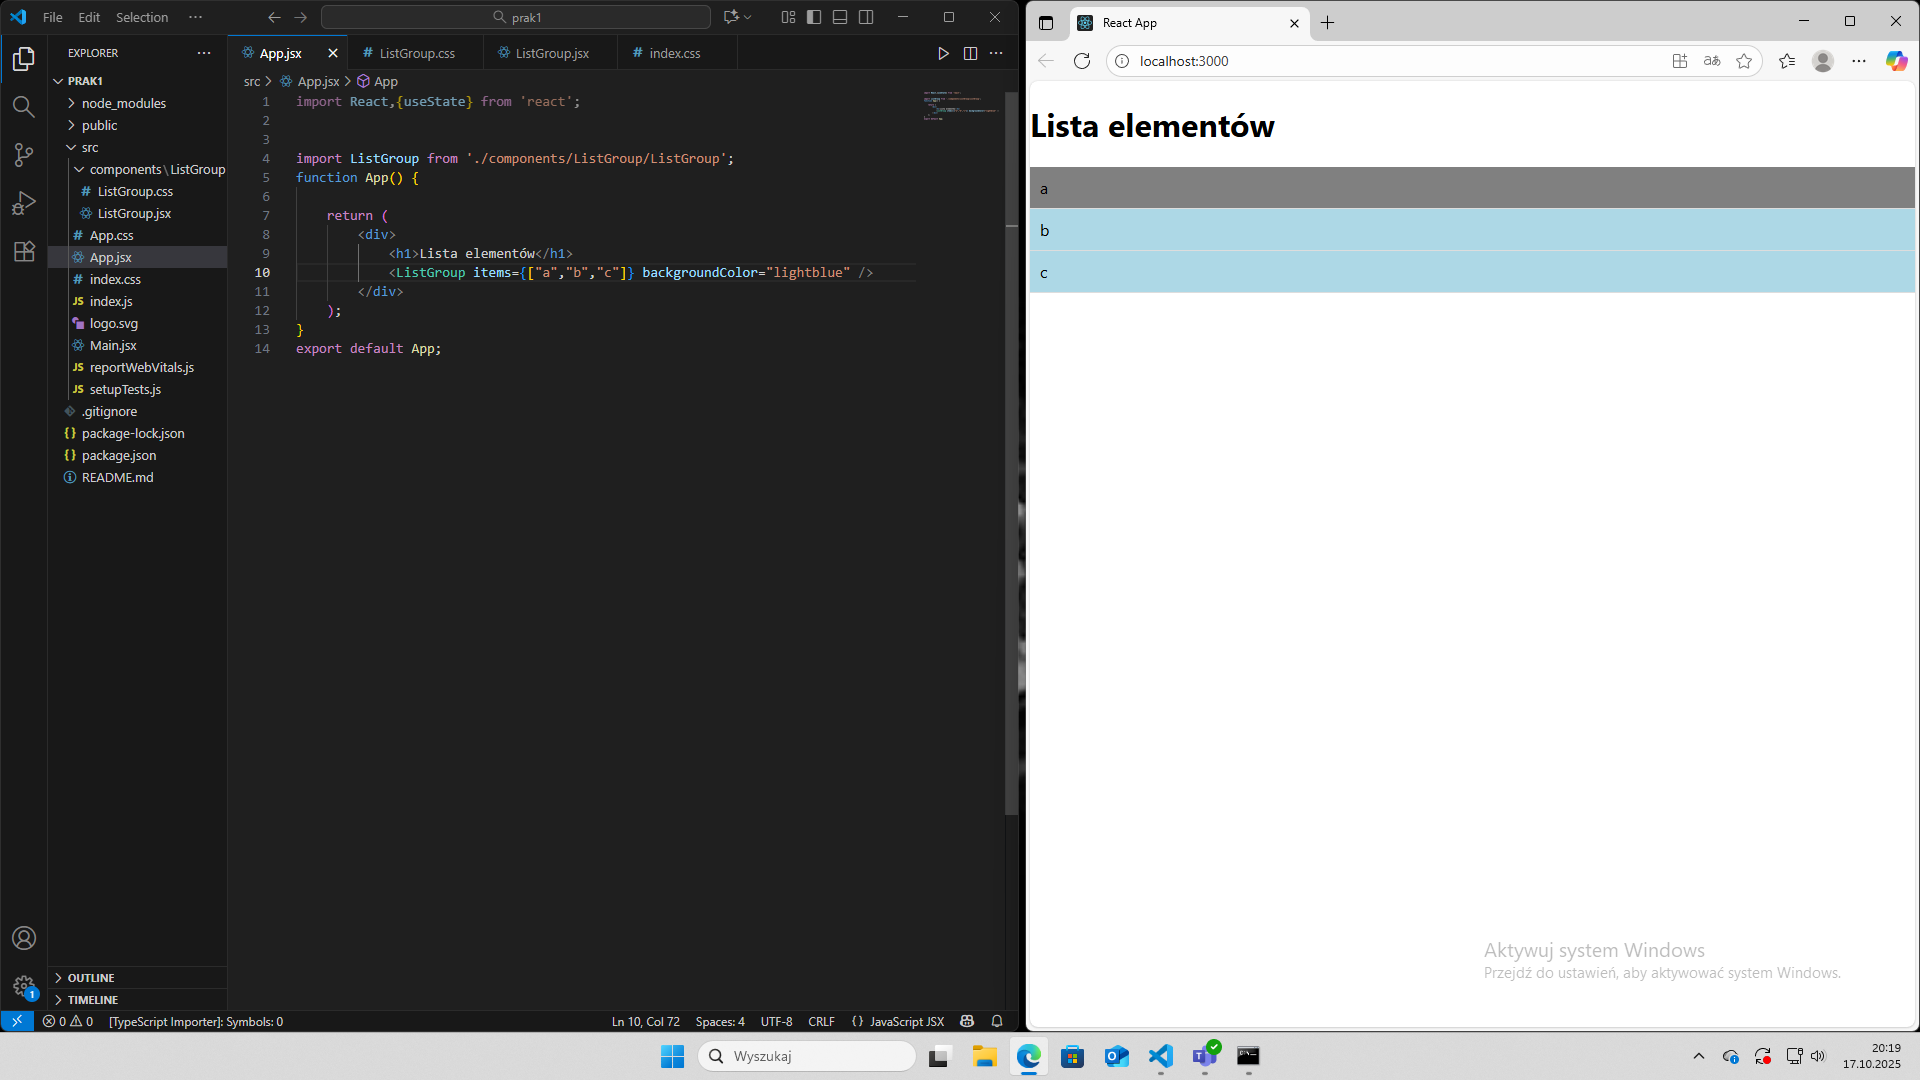 File Edit Selection ··· prak1
EXPLORER
PRAK1
node_modules
public
src
components\ListGroup
ListGroup.css
ListGroup.jsx
App.css
App.jsx
index.css
index.js
logo.svg
Main.jsx
reportWebVitals.js
setupTests.js
.gitignore
package-lock.json
package.json
README.md
OUTLINE
TIMELINE
App.jsx ListGroup.css ListGroup.jsx index.css
src > App.jsx > App
1 import React,{useState} from 'react';
2
3
4 import ListGroup from './components/ListGroup/ListGroup';
5 function App() {
6
7 return (
8 <div>
9 <h1>Lista elementów</h1>
10 <ListGroup items={["a","b","c"]} backgroundColor="lightblue" />
11 </div>
12 );
13 }
14 export default App;
0 0 [TypeScript Importer]: Symbols: 0 Ln 10, Col 72 Spaces: 4 UTF-8 CRLF {} JavaScript JSX
1
React App
localhost:3000
Lista elementów
a
b
c
Aktywuj system Windows
Przejdź do ustawień, aby aktywować system Windows.
Wyszukaj
20:19
17.10.2025